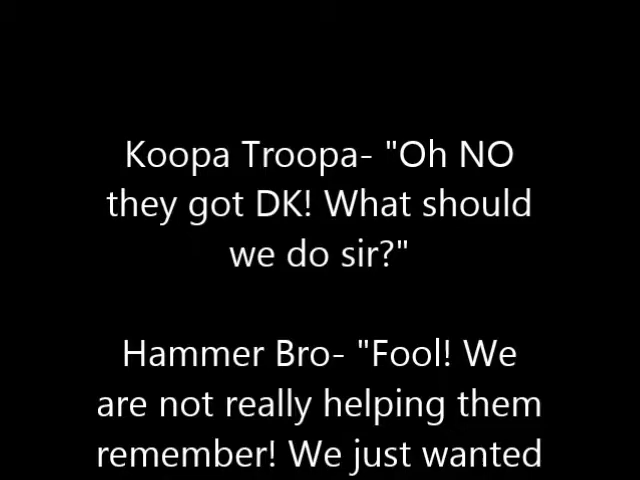 Koopa Troopa- "Oh NO
they got DK! What should
we do sir?"
Hammer Bro- "Fool! We
are not really helping them
remember! We just wanted